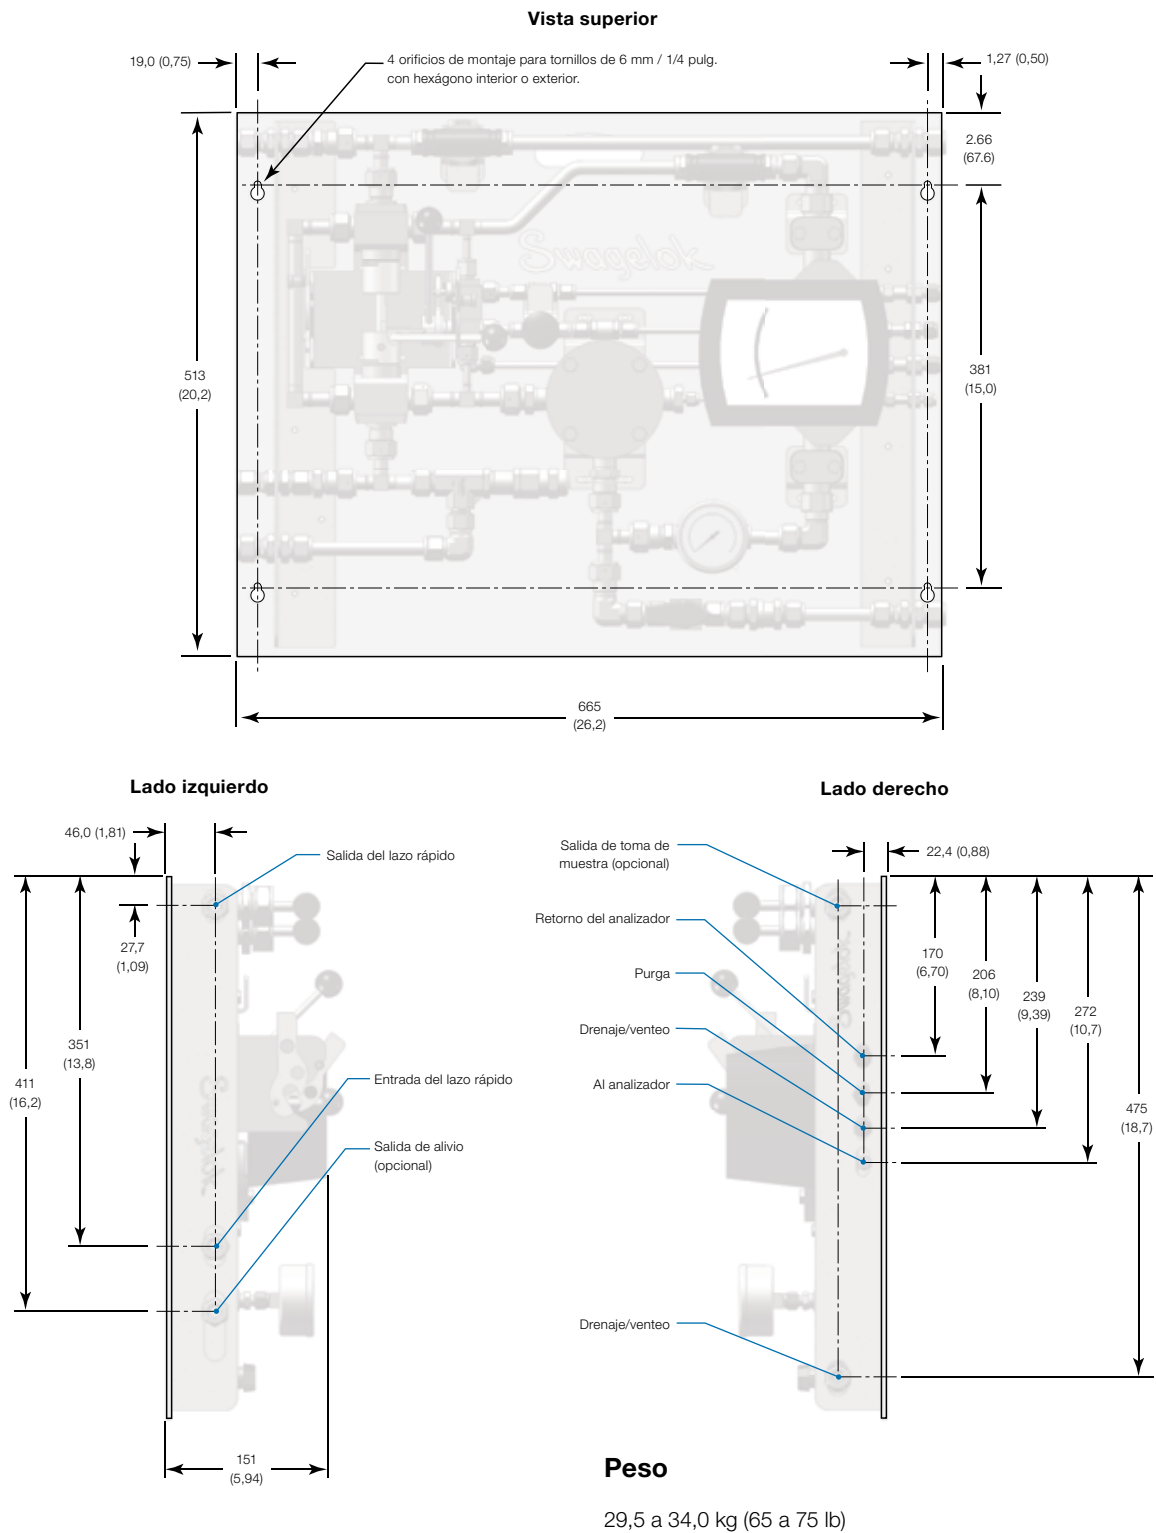 Vista superior
19,0 (0,75)
4 orificios de montaje para tornillos de 6 mm / 1/4 pulg.
con hexágono interior o exterior.
1,27 (0,50)
2.66
(67.6)
Swagelok
513
(20,2)
381
(15,0)
665
(26,2)
Lado izquierdo
46,0 (1,81)
Salida del lazo rápido
27,7
(1,09)
351
(13,8)
411
(16,2)
Entrada del lazo rápido
Salida de alivio
(opcional)
Swagelok
151
(5,94)
Lado derecho
Salida de toma de
muestra (opcional)
22,4 (0,88)
Retorno del analizador
Purga
Drenaje/venteo
Al analizador
Swagelok
170
(6,70)
206
(8,10)
239
(9,39)
272
(10,7)
475
(18,7)
Drenaje/venteo
Peso
29,5 a 34,0 kg (65 a 75 lb)